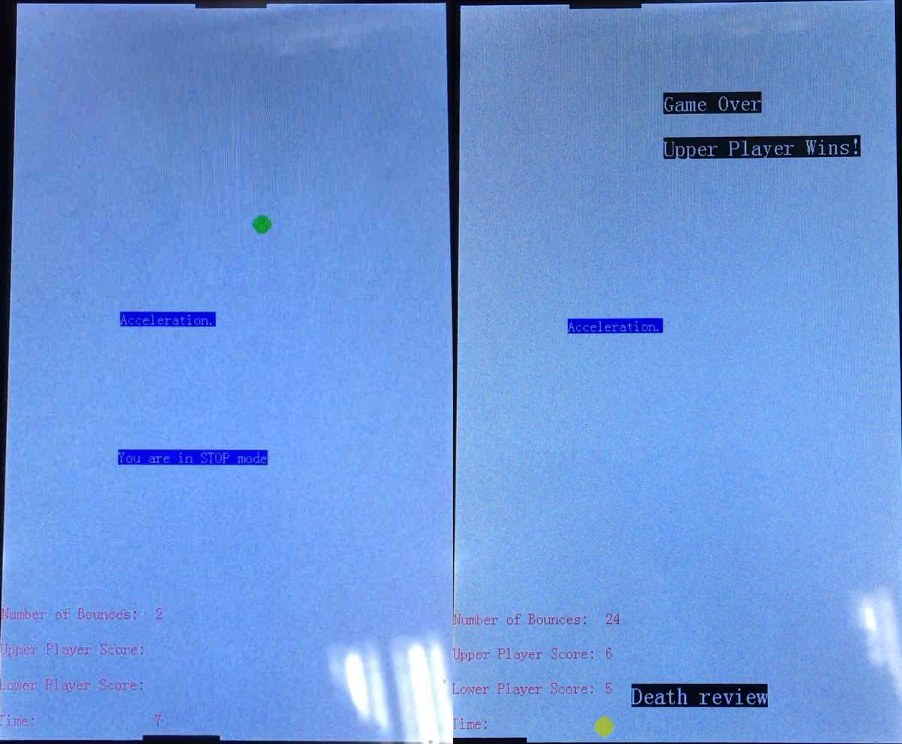 Acceleration.
You are in STOP mode
Number of Bounces: 2
Upper Player Score:
Lower Player Score:
Time: 7
Game Over
Upper Player Wins!
Acceleration.
Number of Bounces: 24
Upper Player Score: 6
Lower Player Score: 5
Death review
Time: